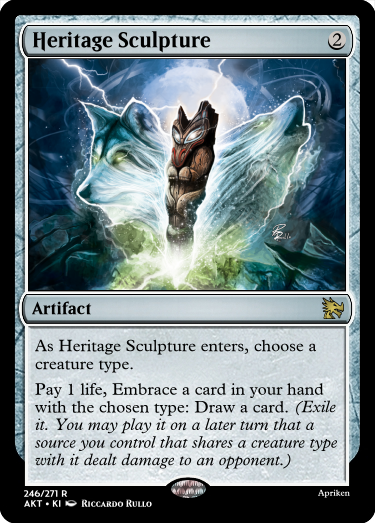 Heritage Sculpture 2
Artifact
As Heritage Sculpture enters, choose a
creature type.
Pay 1 life, Embrace a card in your hand
with the chosen type: Draw a card. (Exile
it. You may play it on a later turn that a
source you control that shares a creature type
with it dealt damage to an opponent.)
246/271 R
AKT • KI Riccardo Rullo
Apriken